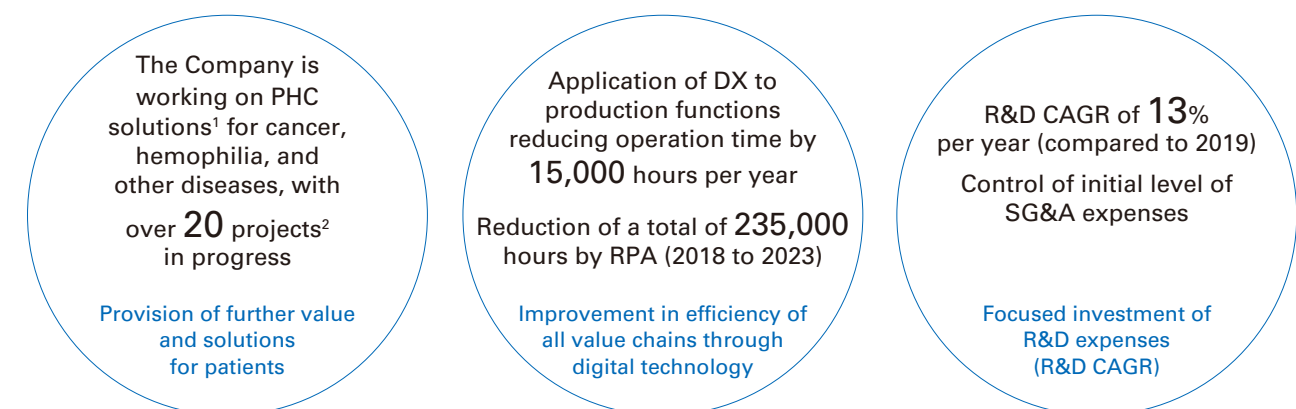 The Company is
working on PHC
solutions¹ for cancer,
hemophilia, and
other diseases, with
over 20 projects²
in progress
Provision of further value
and solutions
for patients
Application of DX to
production functions
reducing operation time by
15,000 hours per year
Reduction of a total of 235,000
hours by RPA (2018 to 2023)
Improvement in efficiency of
all value chains through
digital technology
R&D CAGR of 13%
per year (compared to 2019)
Control of initial level of
SG&A expenses
Focused investment of
R&D expenses
(R&D CAGR)